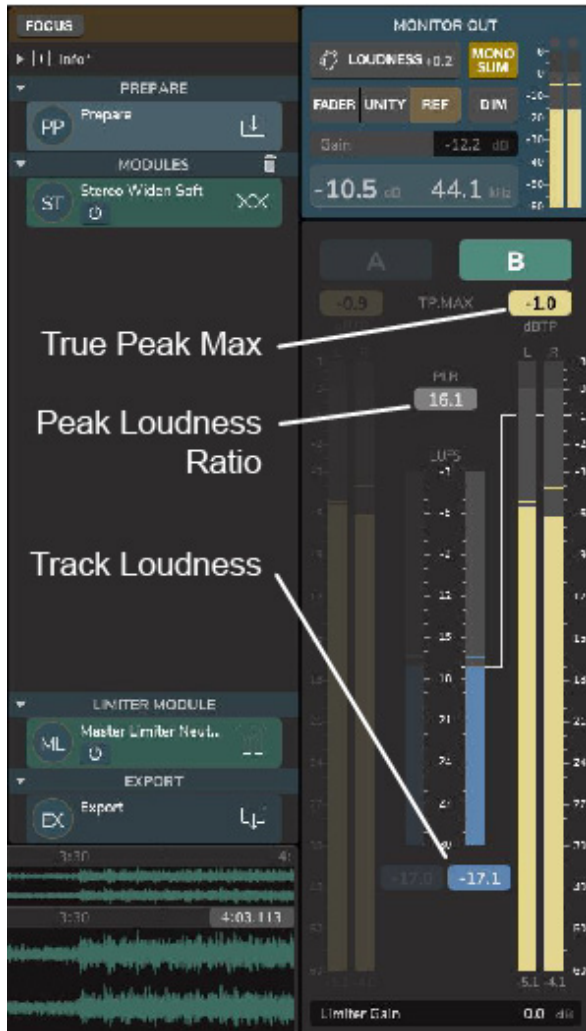 FOCUS
Info*
PREPARE
PP Prepare
MODULES
ST Stereo Widen Soft
LIMITER MODULE
ML Master Limiter Neut..
EXPORT
EX Export
3:30 4:
3:30 4:03.113
MONITOR OUT
LOUDNESS +0.2 MONO SUM
FADER UNITY REF DIM
Gain -12.2 dB
-10.5 dB 44.1 kHz
A B
-0.9 TP.MAX -1.0
dBTP
L R
True Peak Max
PLR
16.1
Peak Loudness
Ratio
LUFS
Track Loudness
-17.0 -17.1
-5.1 -4.1
Limiter Gain 0.0 dB